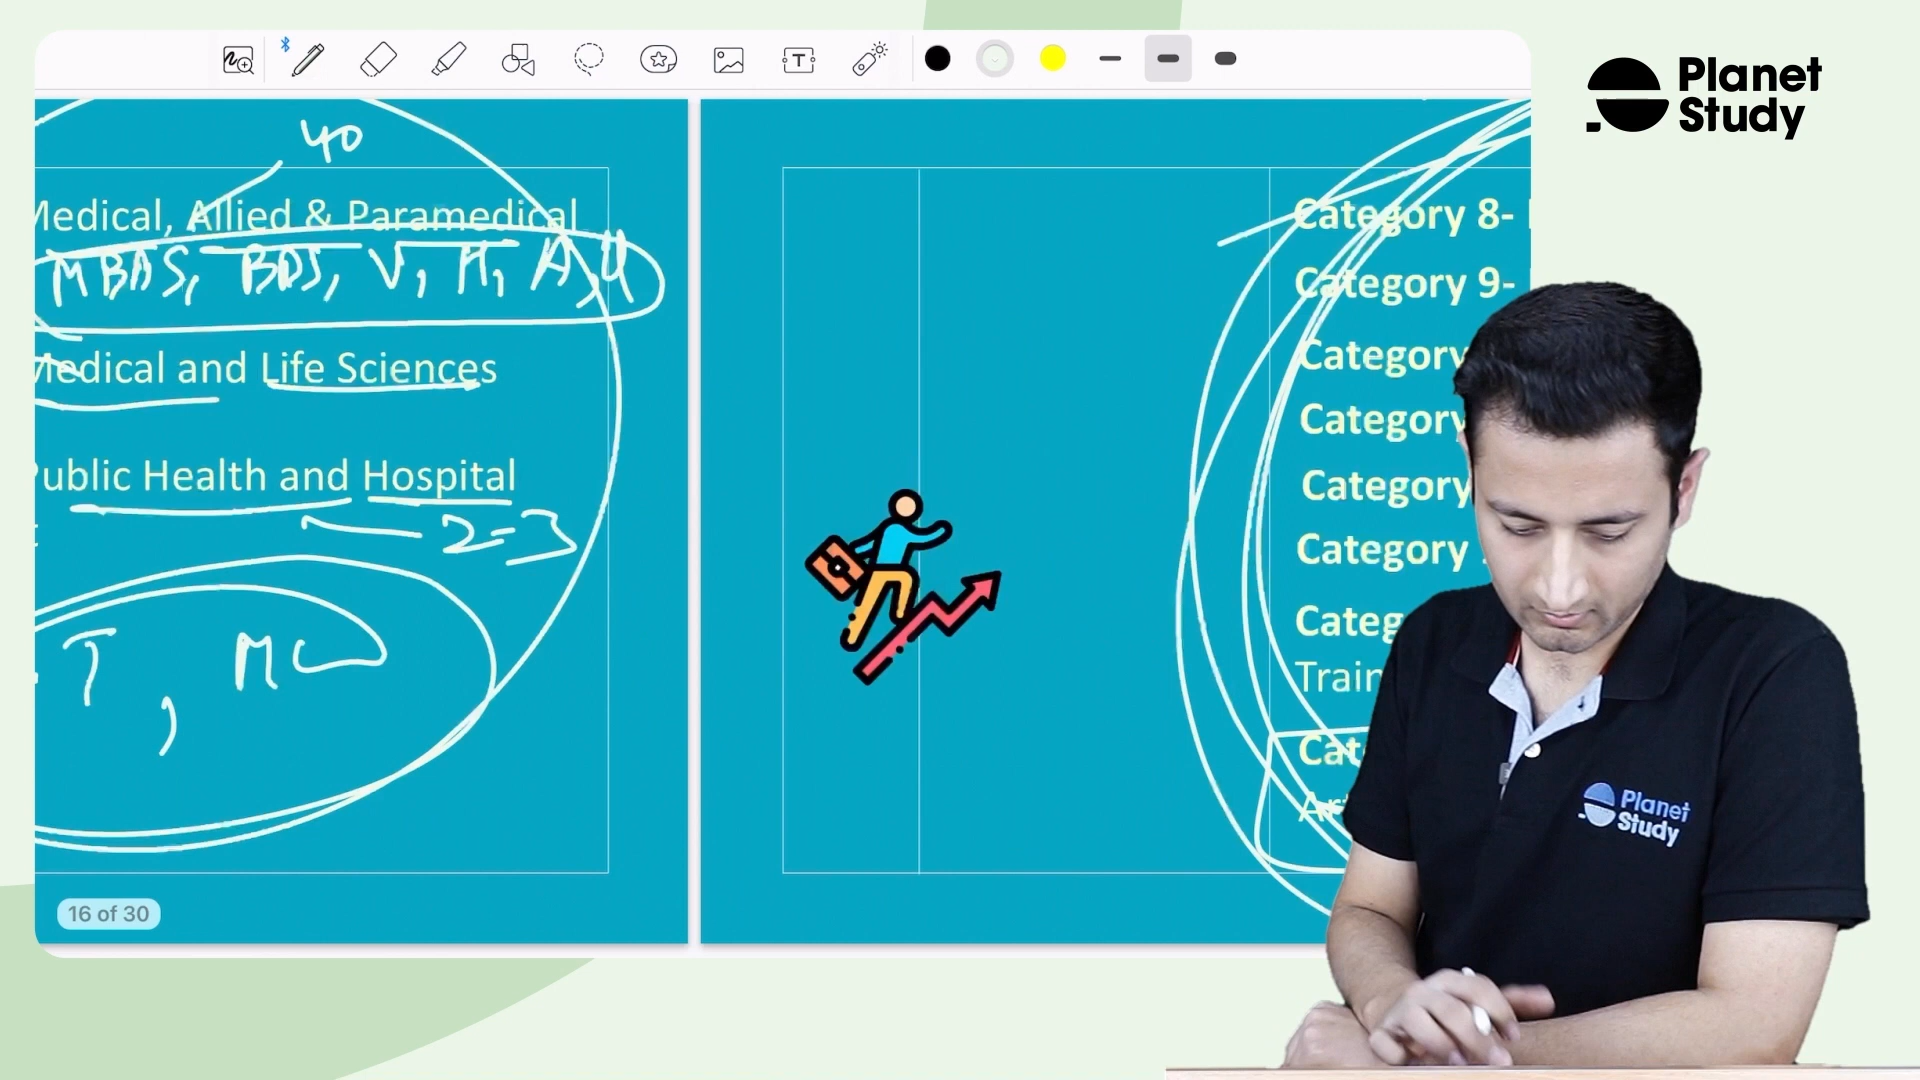 Planet
Study
T
40
Medical, Allied & Paramedical
MBBS, BDS, V, H, A, U
Medical and Life Sciences
Public Health and Hospital
2-3
T, M
16 of 30
Category 8-
Category 9-
Category
Category
Category
Category
Categ
Train
Cat
Art
Planet
Study